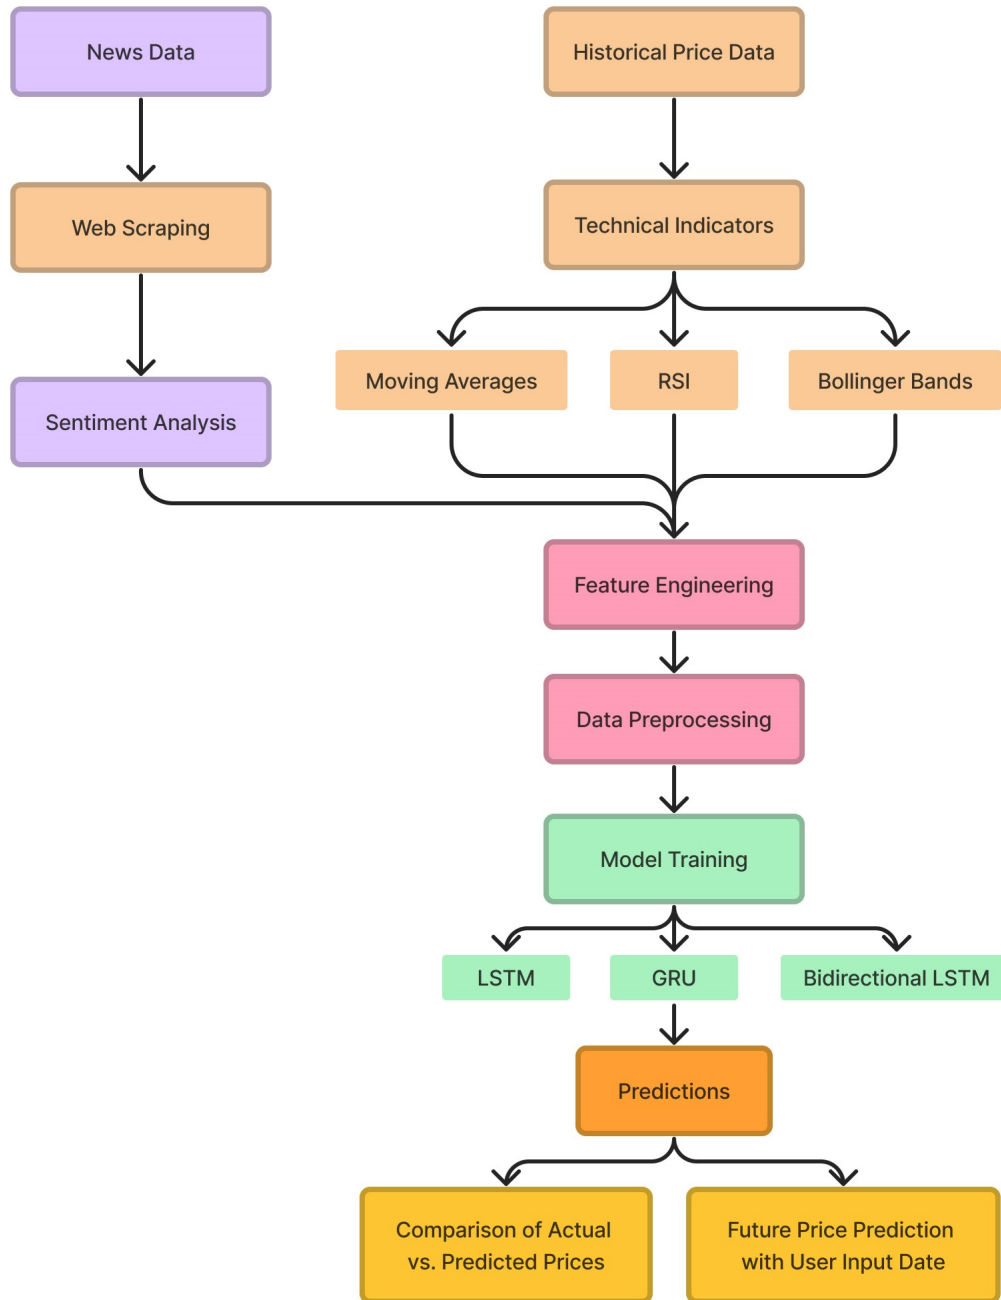 News Data
Historical Price Data
Web Scraping
Technical Indicators
Moving Averages
RSI
Bollinger Bands
Sentiment Analysis
Feature Engineering
Data Preprocessing
Model Training
LSTM
GRU
Bidirectional LSTM
Predictions
Comparison of Actual
vs. Predicted Prices
Future Price Prediction
with User Input Date